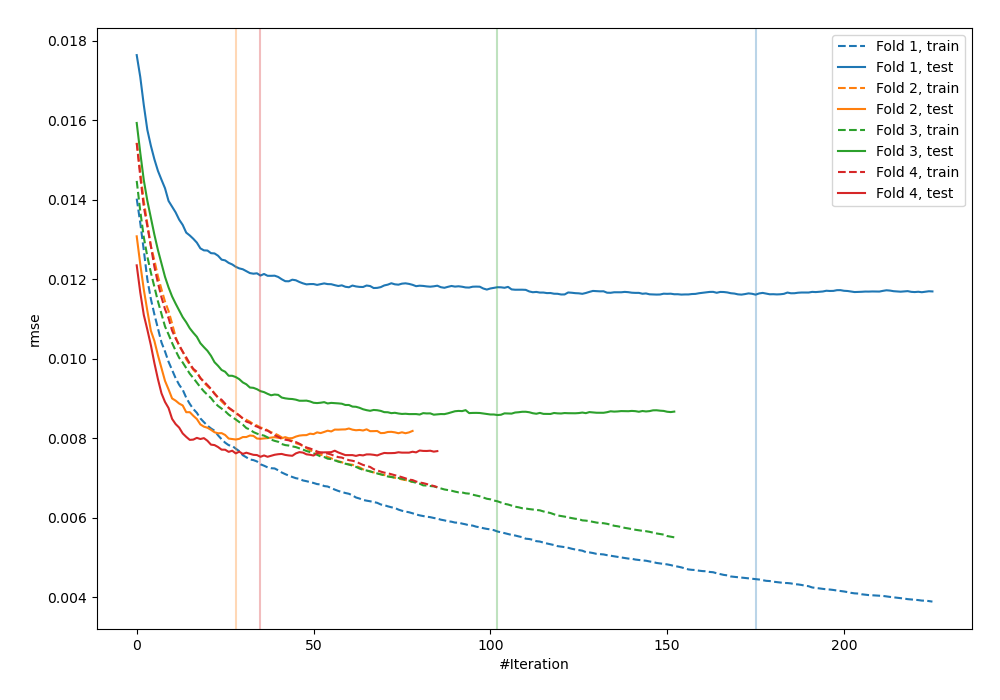 0.018
0.016
0.014
0.012
0.010
0.008
0.006
0.004
rmse
0
50
100
150
200
#Iteration
Fold 1, train
Fold 1, test
Fold 2, train
Fold 2, test
Fold 3, train
Fold 3, test
Fold 4, train
Fold 4, test